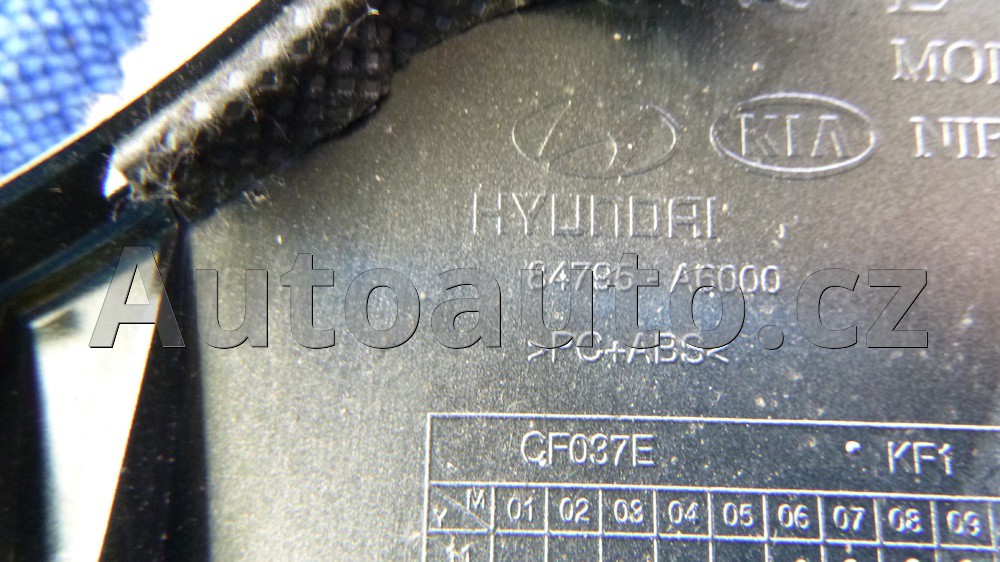 KIA
HYUNDAI
84795 A6000
Autoauto.cz
>PC+ABS<
CF037E KF1
Y M 01 02 03 04 05 06 07 08 09
11